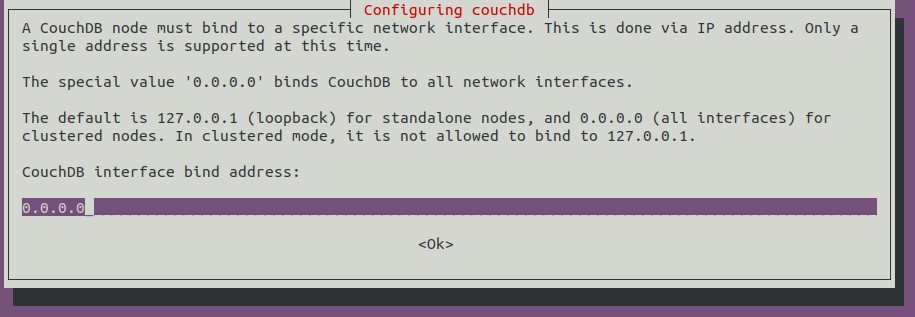 Configuring couchdb
A CouchDB node must bind to a specific network interface. This is done via IP address. Only a
single address is supported at this time.
The special value '0.0.0.0' binds CouchDB to all network interfaces.
The default is 127.0.0.1 (loopback) for standalone nodes, and 0.0.0.0 (all interfaces) for
clustered nodes. In clustered mode, it is not allowed to bind to 127.0.0.1.
CouchDB interface bind address:
0.0.0.0
<Ok>